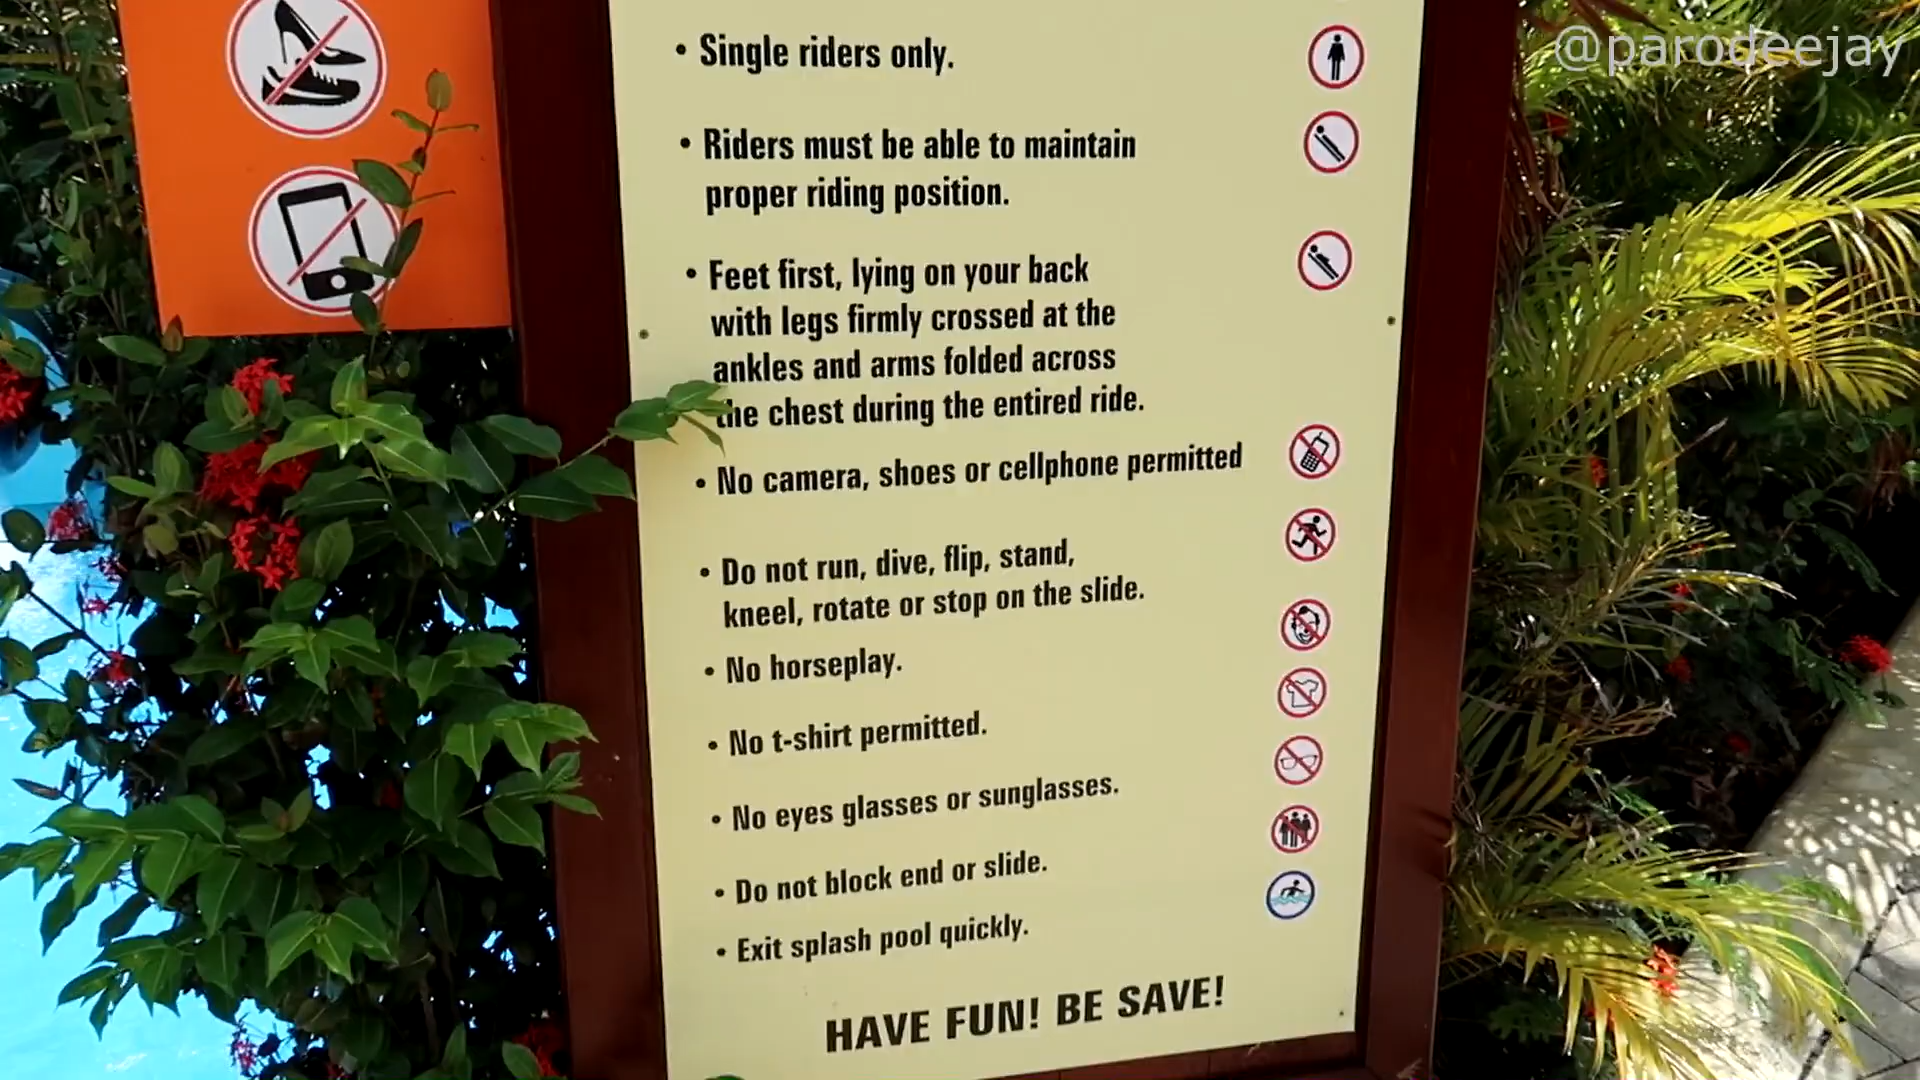 @parodeejay
• Single riders only.
• Riders must be able to maintain
proper riding position.
• Feet first, lying on your back
with legs firmly crossed at the
ankles and arms folded across
the chest during the entired ride.
• No camera, shoes or cellphone permitted
• Do not run, dive, flip, stand,
kneel, rotate or stop on the slide.
• No horseplay.
• No t-shirt permitted.
• No eyes glasses or sunglasses.
• Do not block end or slide.
• Exit splash pool quickly.
HAVE FUN! BE SAVE!